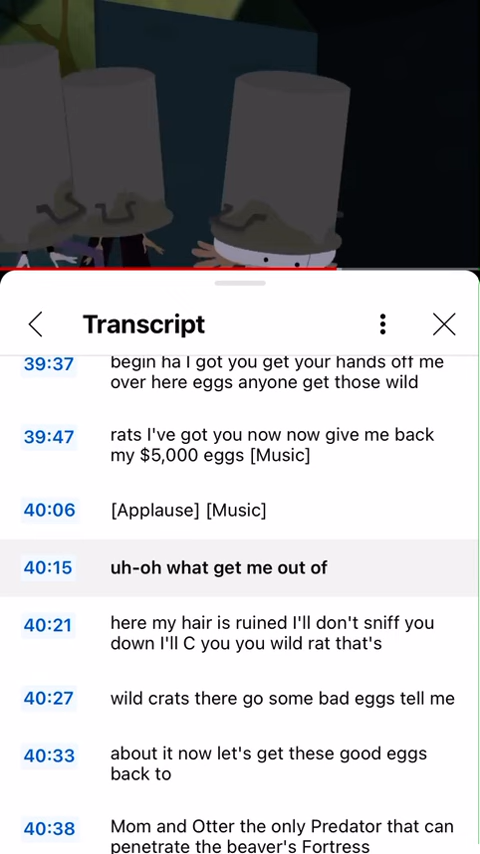 Transcript
39:37
begin ha I got you get your hands off me
over here eggs anyone get those wild
39:47
rats I've got you now now give me back
my $5,000 eggs [Music]
40:06
[Applause] [Music]
40:15
uh-oh what get me out of
40:21
here my hair is ruined I'll don't sniff you
down I'll C you you wild rat that's
40:27
wild crats there go some bad eggs tell me
40:33
about it now let's get these good eggs
back to
40:38
Mom and Otter the only Predator that can
penetrate the beaver's Fortress